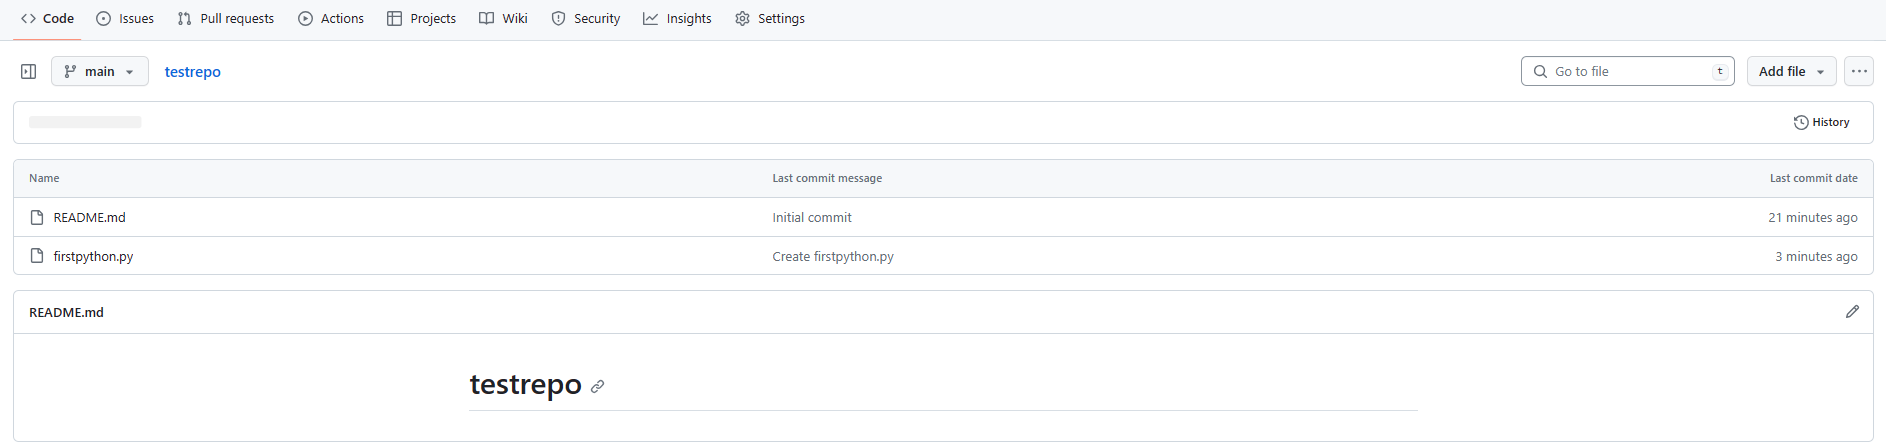 Code Issues Pull requests Actions Projects Wiki Security Insights Settings
main testrepo Go to file t Add file
History
Name Last commit message Last commit date
README.md Initial commit 21 minutes ago
firstpython.py Create firstpython.py 3 minutes ago
README.md
testrepo